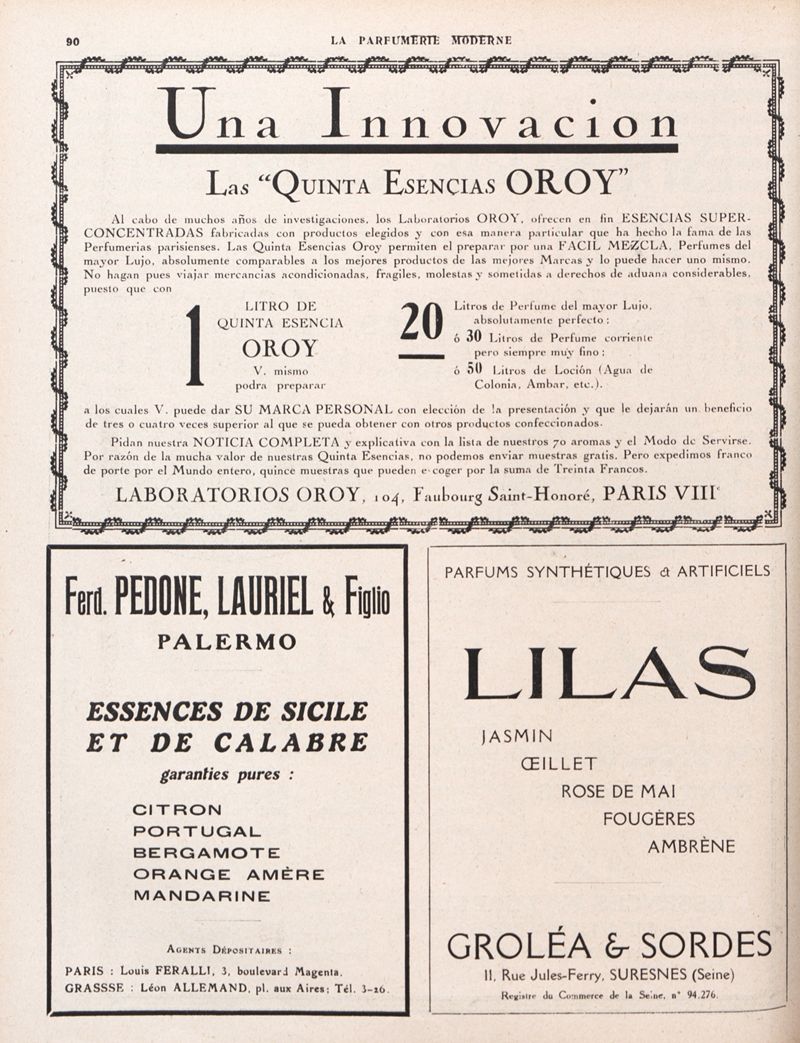 90
LA PARFUMERIE MODERNE
Una Innovacion
Las “Quinta Esencias OROY”
Al cabo de muchos años de investigaciones, los Laboratorios OROY, ofrecen en fin ESENCIAS SUPER-
CONCENTRADAS fabricadas con productos elegidos y con esa manera particular que ha hecho la fama de las
Perfumerias parisienses. Las Quinta Esencias Oroy permiten el preparar por una FACIL MEZCLA, Perfumes del
mayor Lujo, absolumente comparables a los mejores productos de las mejores Marcas y lo puede hacer uno mismo.
No hagan pues viajar mercancias acondicionadas, fragiles, molestas y sometidas a derechos de aduana considerables,
puesto que con
1
LITRO DE
QUINTA ESENCIA
OROY
V. mismo
podra preparar
20
Litros de Perfume del mayor Lujo,
absolutamente perfecto ;
ó 30 Litros de Perfume corriente
pero siempre muy fino ;
ó 50 Litros de Loción (Agua de
Colonia, Ambar, etc.).
a los cuales V. puede dar SU MARCA PERSONAL con elección de la presentación y que le dejarán un beneficio
de tres o cuatro veces superior al que se pueda obtener con otros productos confeccionados.
Pidan nuestra NOTICIA COMPLETA y explicativa con la lista de nuestros 70 aromas y el Modo de Servirse.
Por razón de la mucha valor de nuestras Quinta Esencias, no podemos enviar muestras gratis. Pero expedimos franco
de porte por el Mundo entero, quince muestras que pueden escoger por la suma de Treinta Francos.
LABORATORIOS OROY, 104, Faubourg Saint-Honoré, PARIS VIIIe
Ferd. PEDONE, LAURIEL & Figlio
PALERMO
ESSENCES DE SICILE
ET DE CALABRE
garanties pures :
CITRON
PORTUGAL
BERGAMOTE
ORANGE AMÈRE
MANDARINE
Agents Dépositaires :
PARIS : Louis FERALLI, 3, boulevard Magenta.
GRASSSE : Léon ALLEMAND, pl. aux Aires; Tél. 3-26.
PARFUMS SYNTHÉTIQUES & ARTIFICIELS
LILAS
JASMIN
ŒILLET
ROSE DE MAI
FOUGÈRES
AMBRÈNE
GROLÉA & SORDES
11, Rue Jules-Ferry, SURESNES (Seine)
Registre du Commerce de la Seine, n° 94.276.